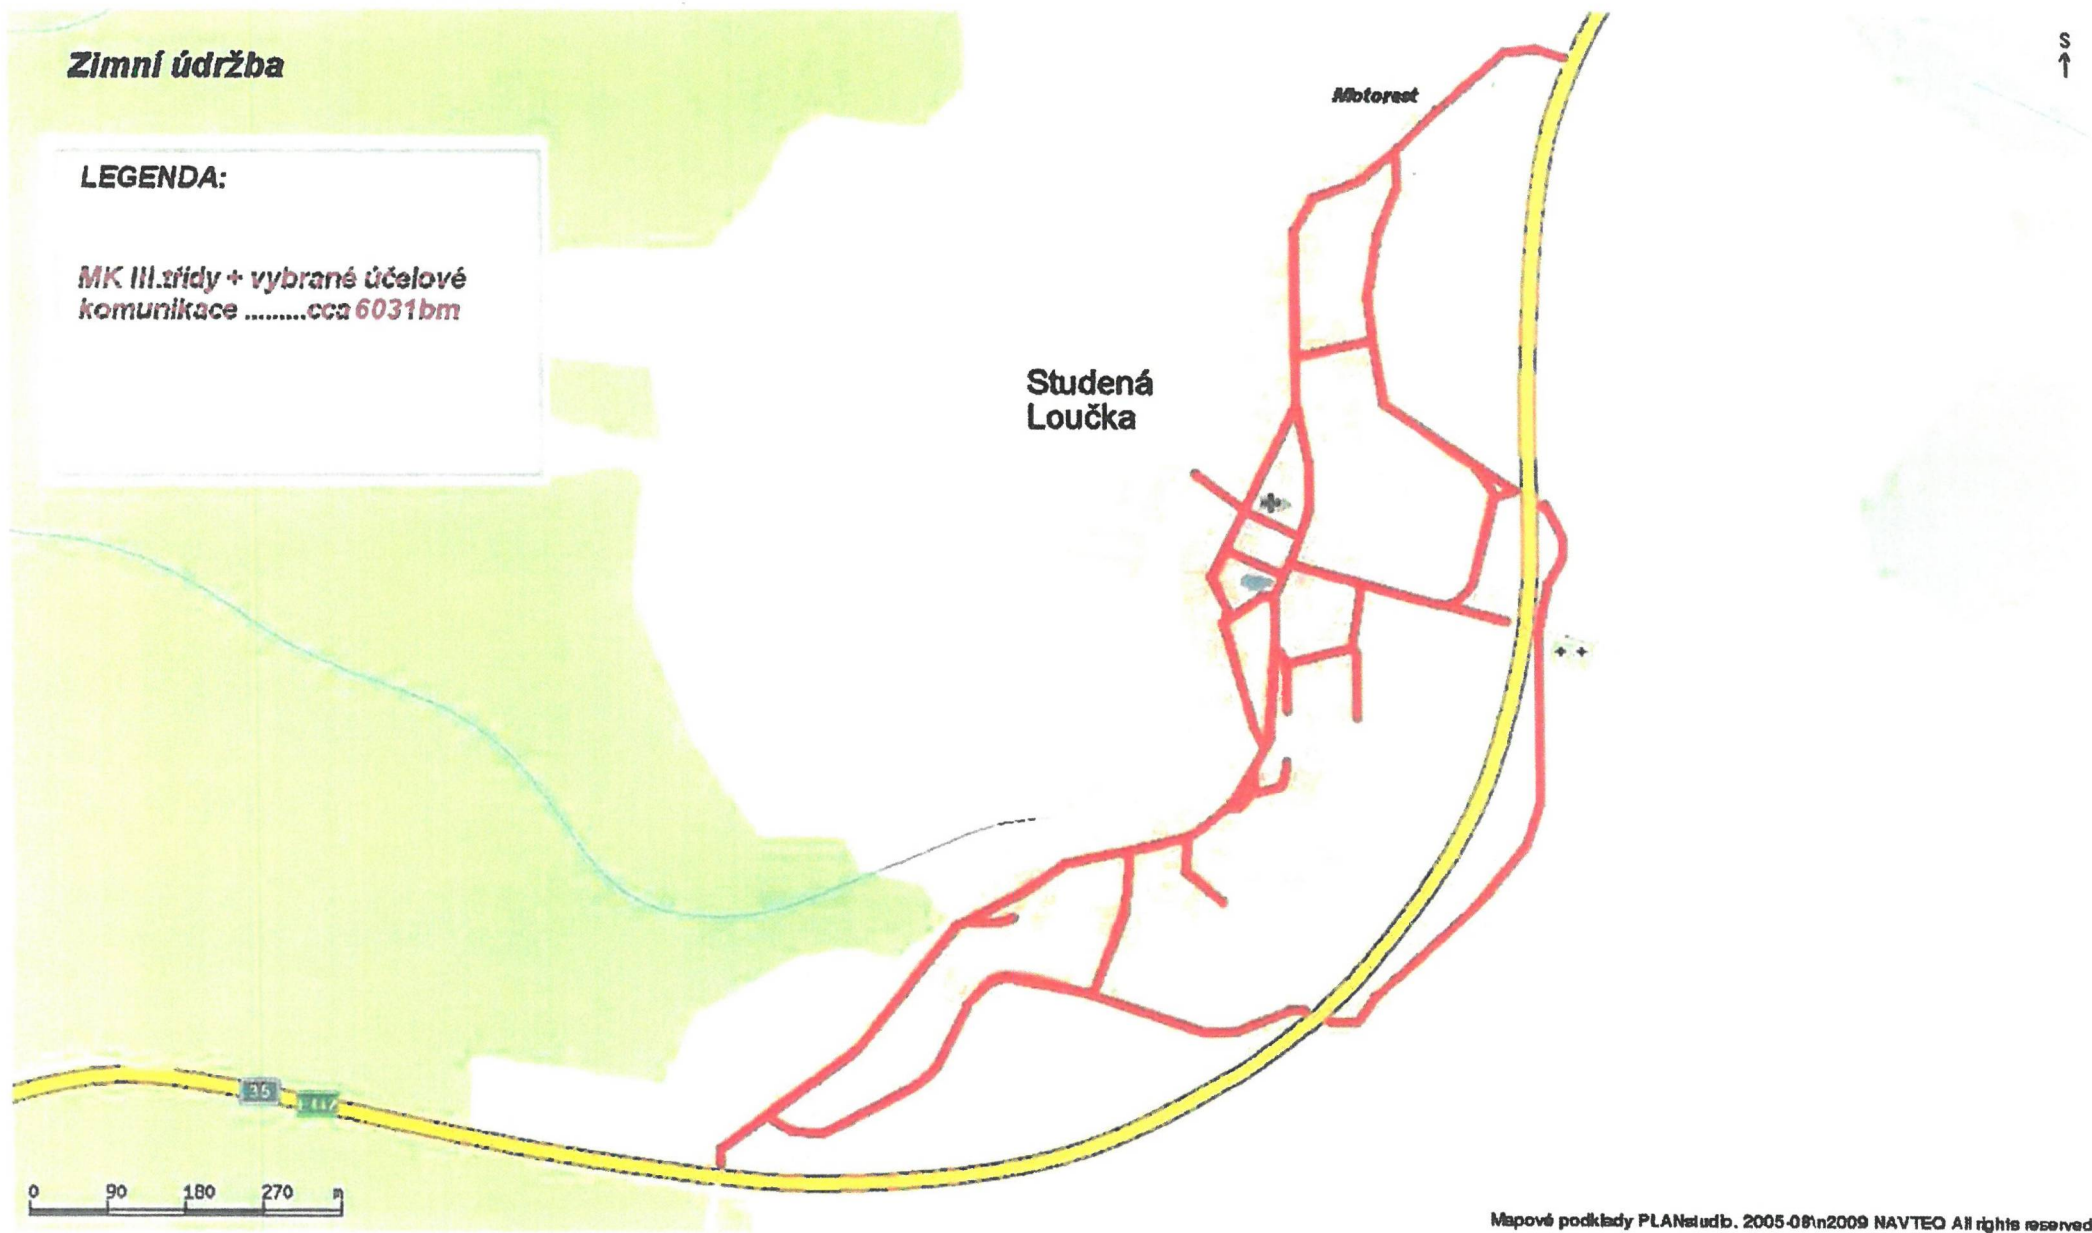 Zimní údržba
S
Motorest
LEGENDA:
MK III.třídy + vybrané účelové
komunikace .........cca 6031bm
Studená
Loučka
35
0 90 180 270 m
Mapové podklady PLANstudio. 2005-08\n2009 NAVTEQ All rights reserved